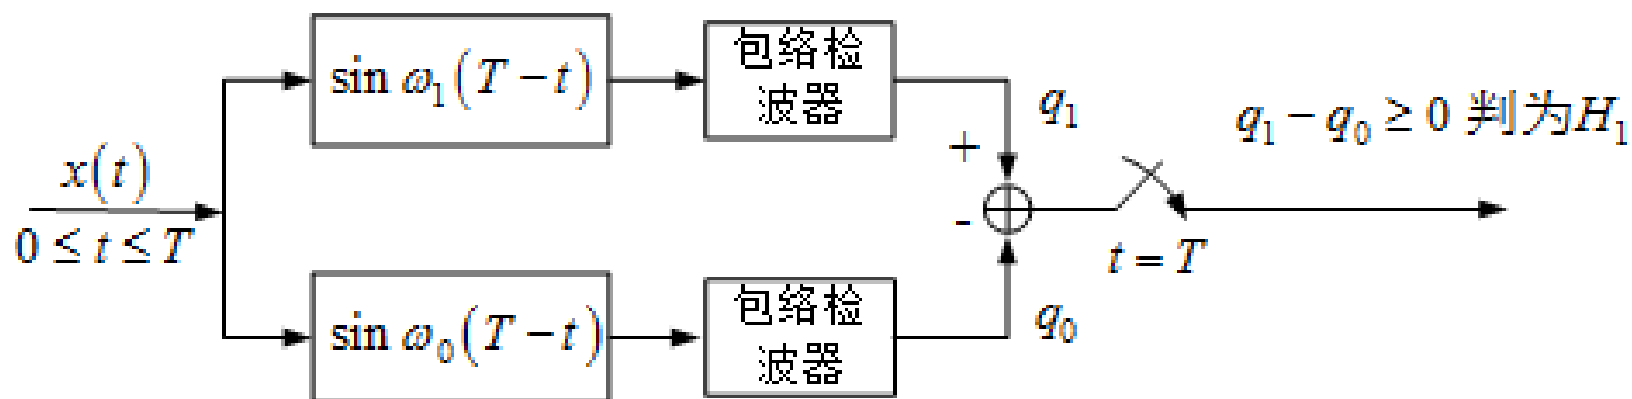 x(t)
0 ≤ t ≤ T
sin ω₁(T − t)
包络检
波器
q₁
+
-
sin ω₀(T − t)
包络检
波器
q₀
t = T
q₁ − q₀ ≥ 0 判为H₁